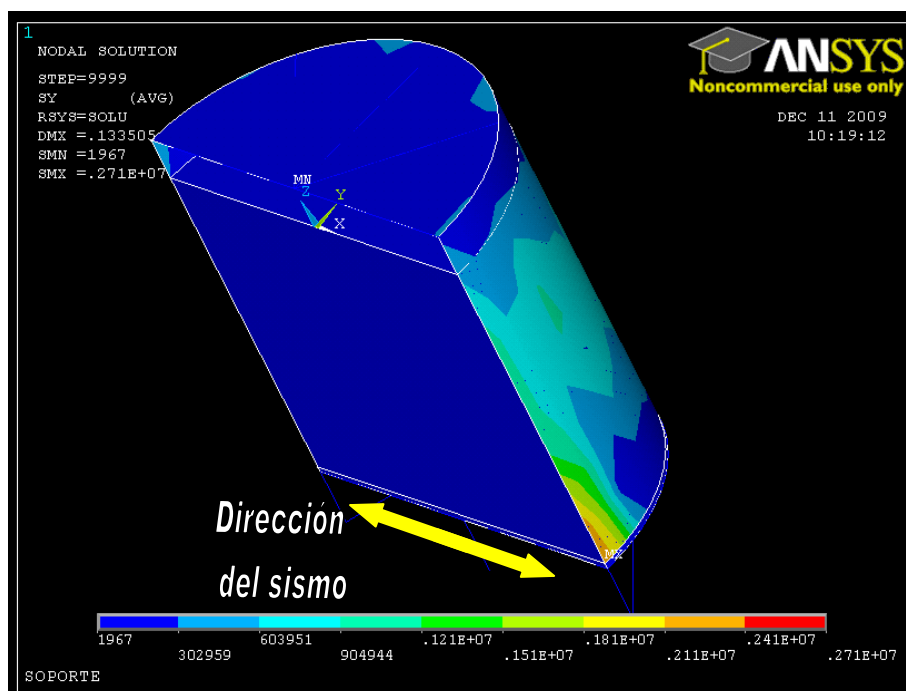 1
NODAL SOLUTION
STEP=9999
SY (AVG)
RSYS=SOLU
DMX =.133505
SMN =1967
SMX =.271E+07
ANSYS
Noncommercial use only
DEC 11 2009
10:19:12
MN
Z
Y
X
Dirección
del sismo
MX
1967
302959
603951
904944
.121E+07
.151E+07
.181E+07
.211E+07
.241E+07
.271E+07
SOPORTE